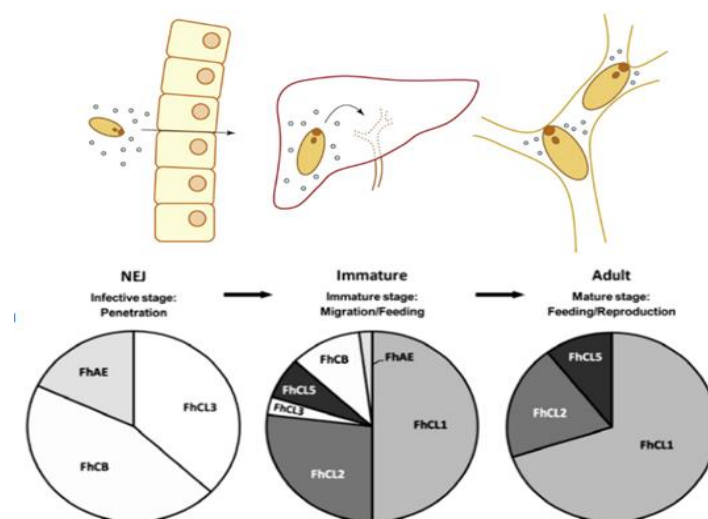 NEJ
Infective stage:
Penetration
Immature
Immature stage:
Migration/Feeding
Adult
Mature stage:
Feeding/Reproduction
FhAE
FhCL3
FhCB
FhCB
FhAE
FhCL5
FhCL3
FhCL1
FhCL2
FhCL5
FhCL2
FhCL1